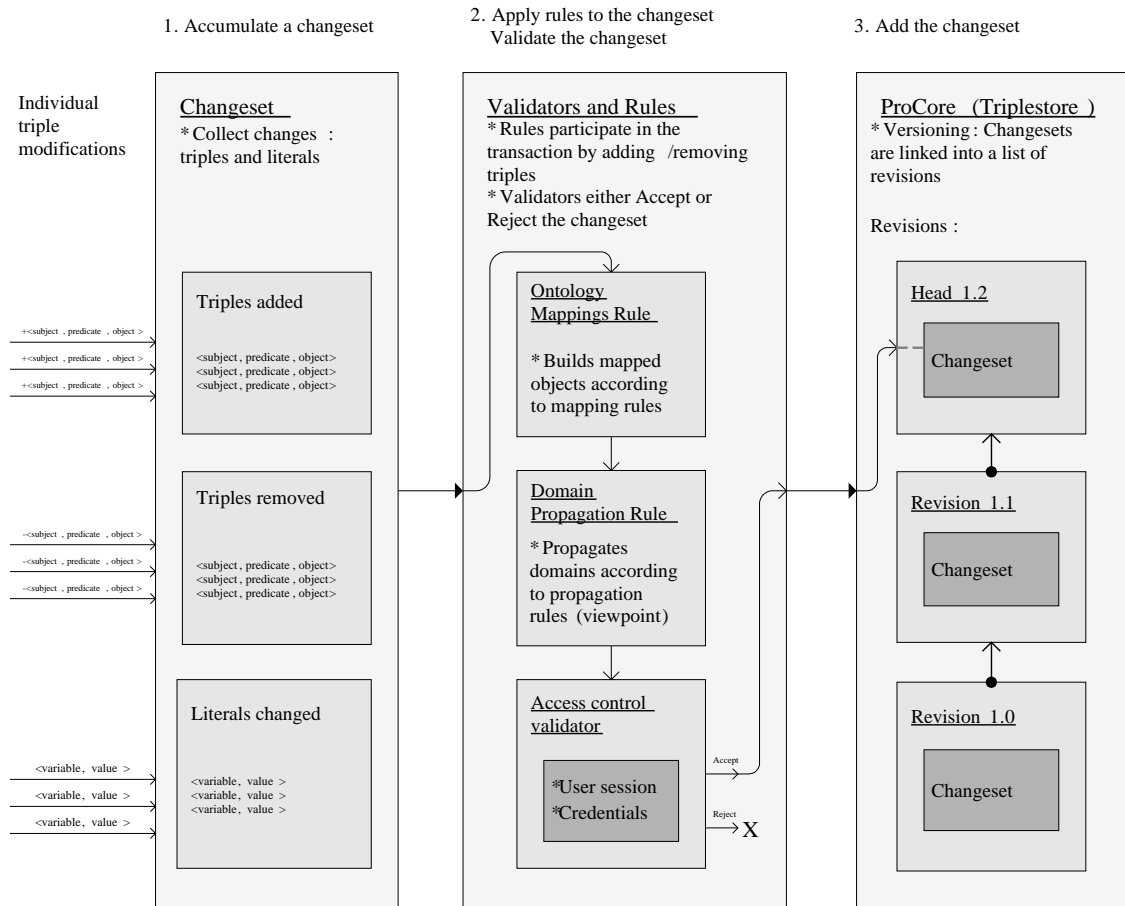 1. Accumulate a changeset
2. Apply rules to the changeset
Validate the changeset
3. Add the changeset
Individual
triple
modifications
+<subject , predicate , object >
+<subject , predicate , object >
+<subject , predicate , object >
-<subject , predicate , object >
-<subject , predicate , object >
-<subject , predicate , object >
<variable, value >
<variable, value >
<variable, value >
Changeset
* Collect changes :
triples and literals
Triples added
<subject, predicate, object>
<subject, predicate, object>
<subject, predicate, object>
Triples removed
<subject, predicate, object>
<subject, predicate, object>
<subject, predicate, object>
Literals changed
<variable, value >
<variable, value >
<variable, value >
Validators and Rules
* Rules participate in the
transaction by adding /removing
triples
* Validators either Accept or
Reject the changeset
Ontology
Mappings Rule
* Builds mapped
objects according
to mapping rules
Domain
Propagation Rule
* Propagates
domains according
to propagation
rules (viewpoint)
Access control
validator
*User session
*Credentials
Accept
Reject
X
ProCore (Triplestore )
* Versioning: Changesets
are linked into a list of
revisions
Revisions :
Head 1.2
Changeset
Revision 1.1
Changeset
Revision 1.0
Changeset